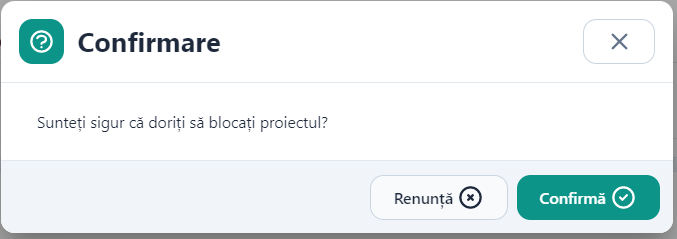 Confirmare
Sunteți sigur că doriți să blocați proiectul?
Renunță
Confirmă